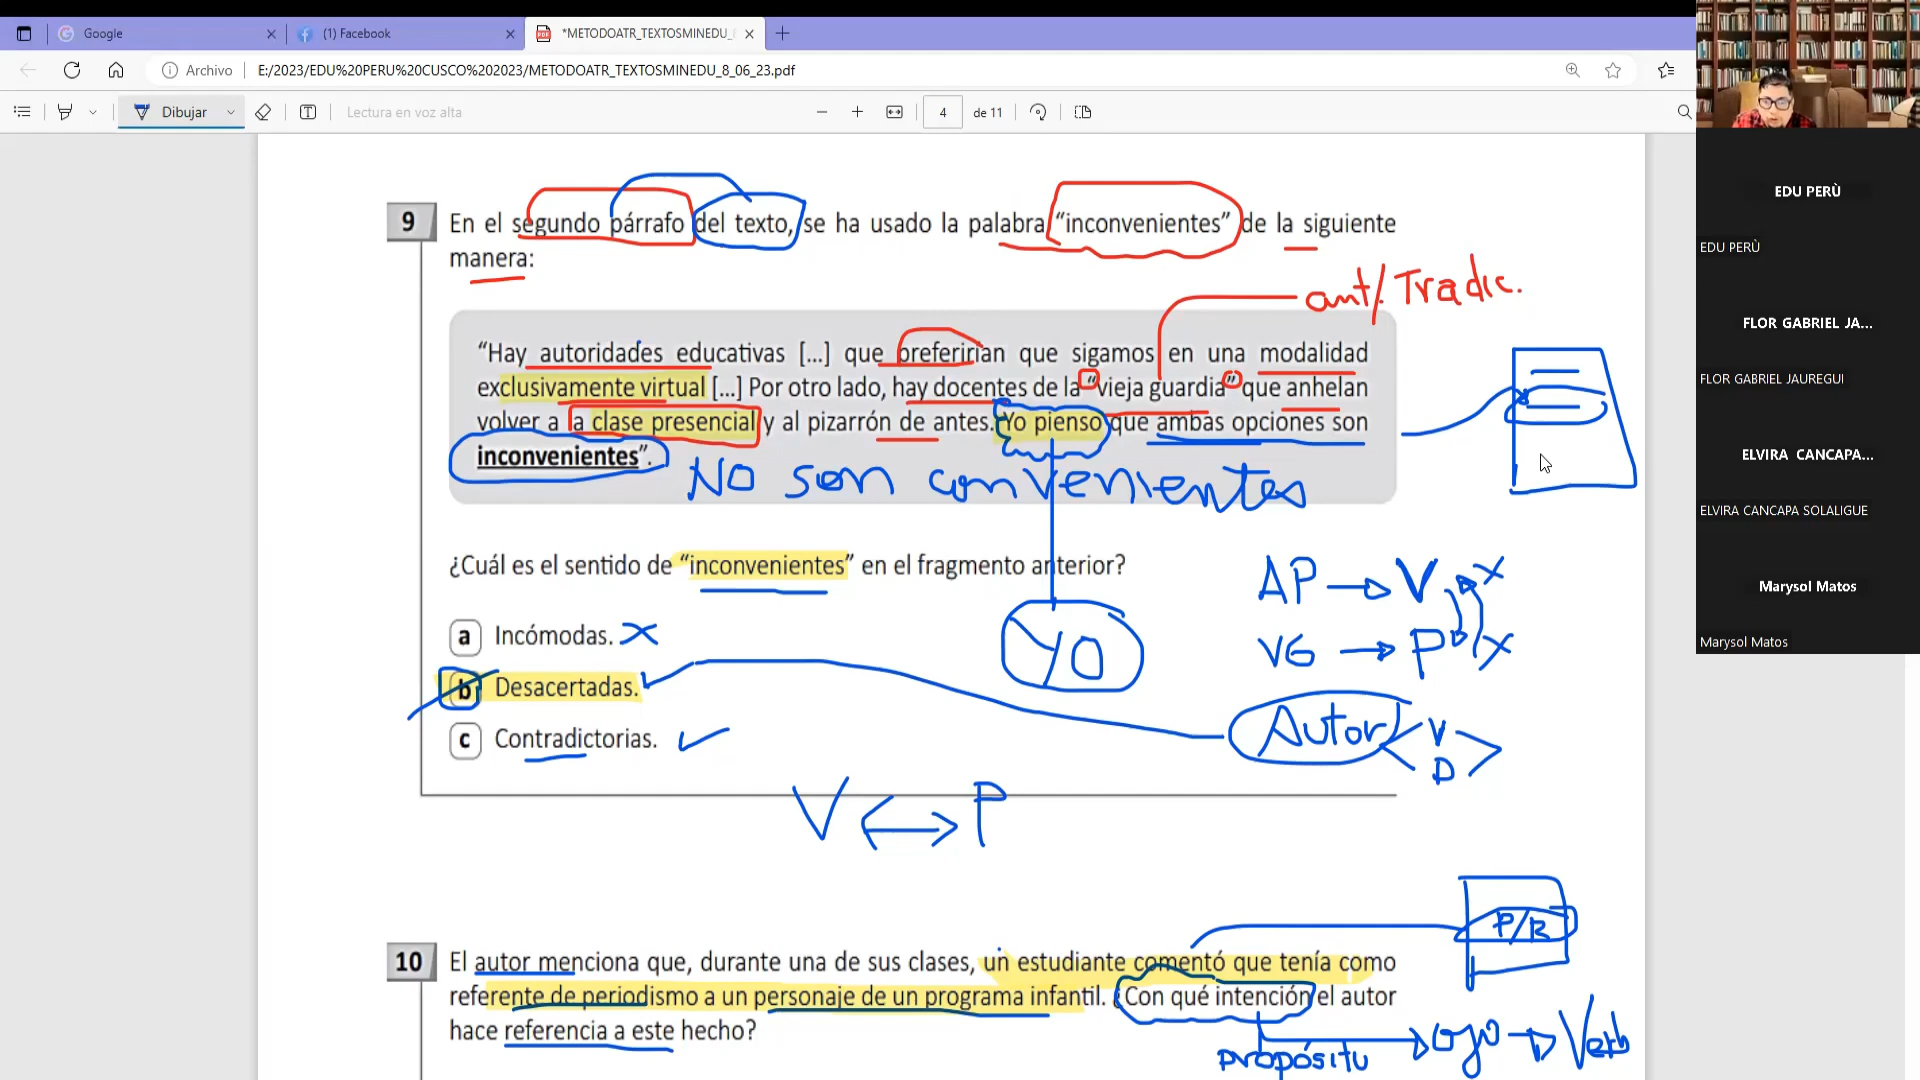 Google
(1) Facebook
*METODOATR_TEXTOSMINEDU_
Archivo
E:/2023/EDU%20PERU%20CUSCO%202023/METODOATR_TEXTOSMINEDU_8_06_23.pdf
Dibujar
Lectura en voz alta
4 de 11
EDU PERÙ
EDU PERÙ
FLOR GABRIEL JA...
FLOR GABRIEL JAUREGUI
ELVIRA CANCAPA...
ELVIRA CANCAPA SOLALIGUE
Marysol Matos
Marysol Matos
9 En el segundo párrafo del texto, se ha usado la palabra “inconvenientes” de la siguiente
manera:
ant/. Tradic.
“Hay autoridades educativas [...] que preferirían que sigamos en una modalidad
exclusivamente virtual [...] Por otro lado, hay docentes de la “vieja guardia” que anhelan
volver a la clase presencial y al pizarrón de antes. Yo pienso que ambas opciones son
inconvenientes”.
No son convenientes
¿Cuál es el sentido de “inconvenientes” en el fragmento anterior?
AP → V x
a Incómodas. x
YO
VG → P x
b Desacertadas.
Autor
V
D
c Contradictorias.
V ↔ P
P/R
10 El autor menciona que, durante una de sus clases, un estudiante comentó que tenía como
referente de periodismo a un personaje de un programa infantil. ¿Con qué intención el autor
hace referencia a este hecho?
propósitu → ogo → Verb